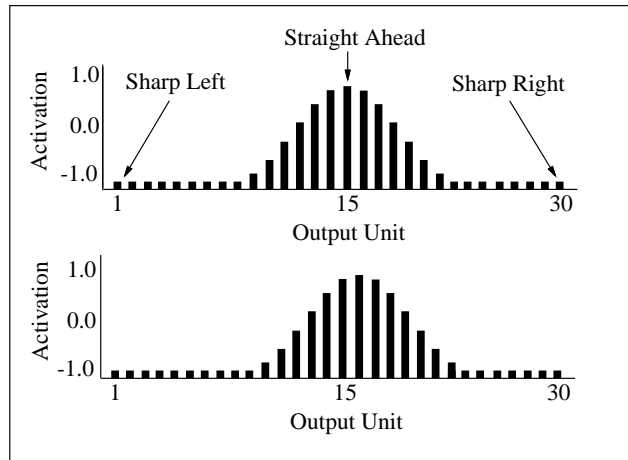 Straight Ahead
Sharp Left
Sharp Right
Activation
1.0
0.0
-1.0
1
15
30
Output Unit
Activation
1.0
0.0
-1.0
1
15
30
Output Unit